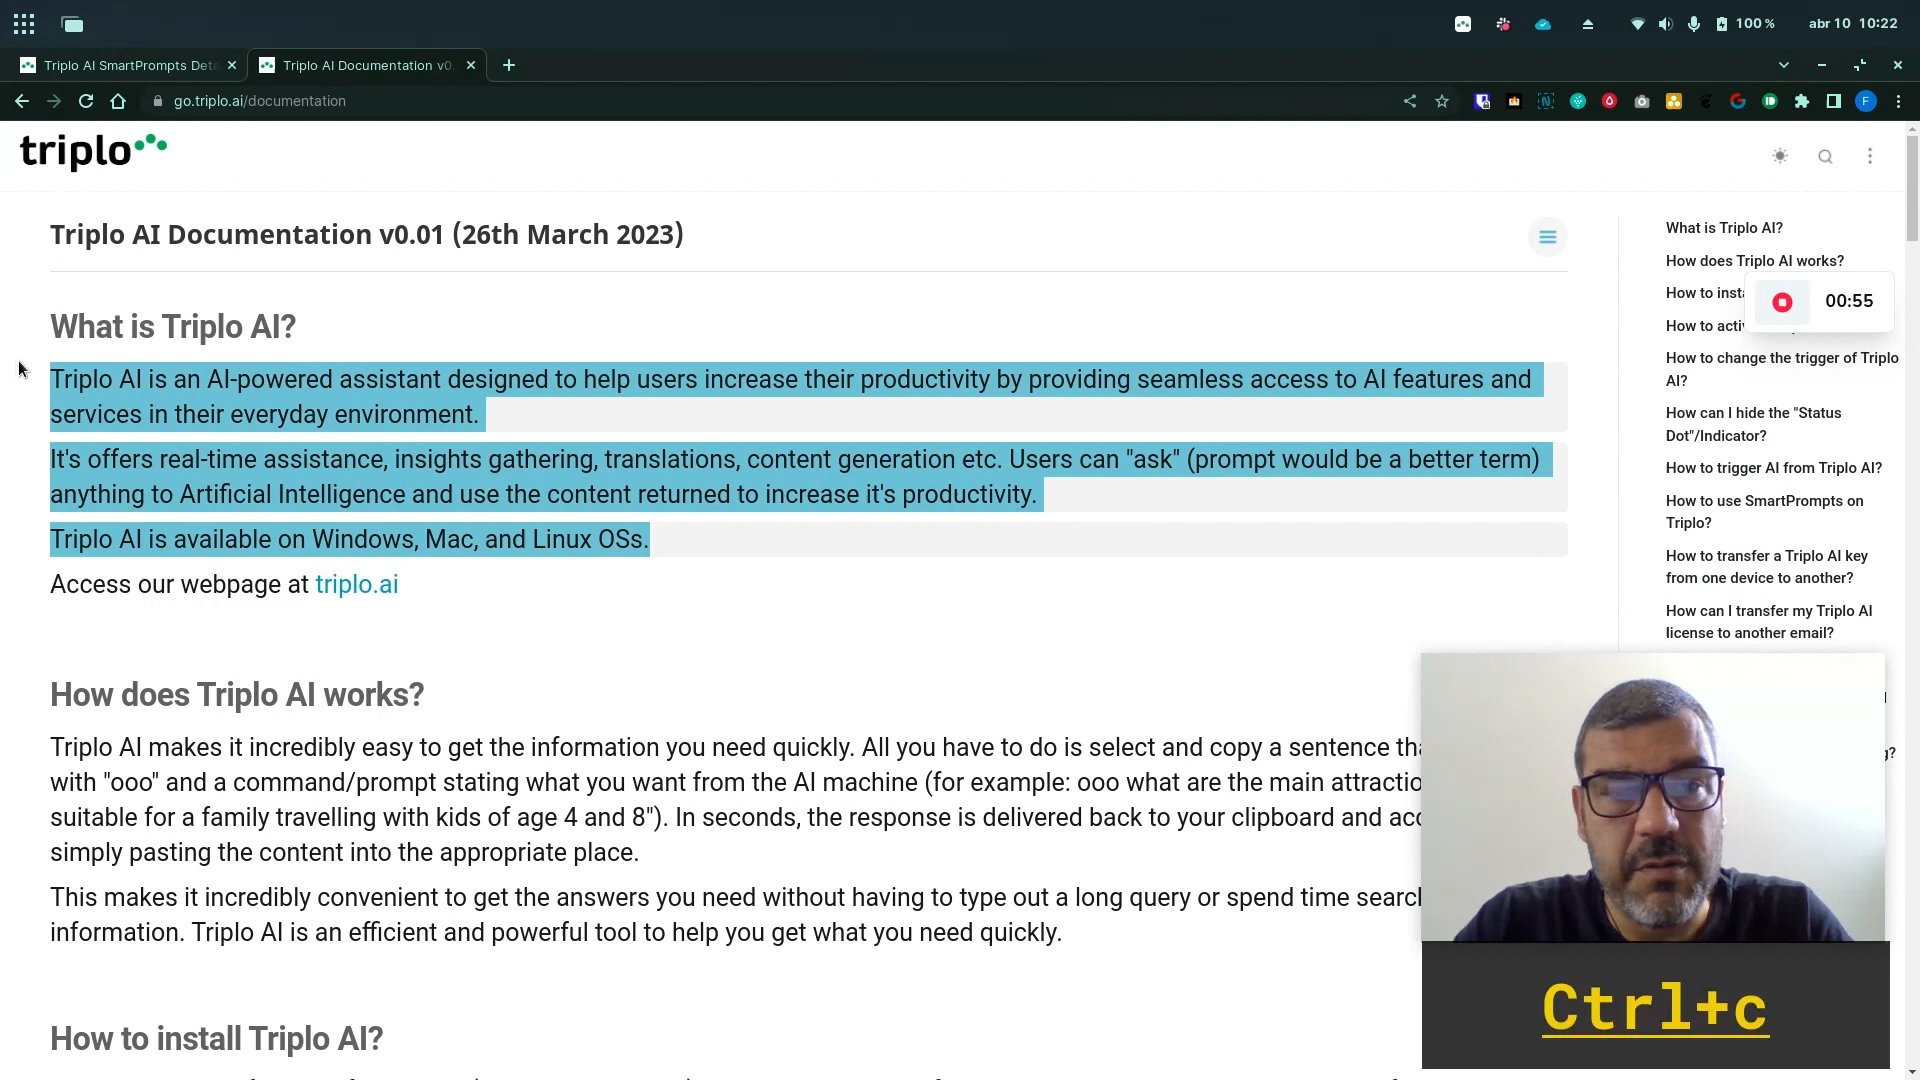 100 %
abr 10 10:22
Triplo AI SmartPrompts Deta
Triplo AI Documentation v0.
go.triplo.ai/documentation
triplo
Triplo AI Documentation v0.01 (26th March 2023)
What is Triplo AI?
Triplo AI is an AI-powered assistant designed to help users increase their productivity by providing seamless access to AI features and
services in their everyday environment.
It's offers real-time assistance, insights gathering, translations, content generation etc. Users can "ask" (prompt would be a better term)
anything to Artificial Intelligence and use the content returned to increase it's productivity.
Triplo AI is available on Windows, Mac, and Linux OSs.
Access our webpage at triplo.ai
How does Triplo AI works?
Triplo AI makes it incredibly easy to get the information you need quickly. All you have to do is select and copy a sentence tha
with "ooo" and a command/prompt stating what you want from the AI machine (for example: ooo what are the main attractio
suitable for a family travelling with kids of age 4 and 8"). In seconds, the response is delivered back to your clipboard and acc
simply pasting the content into the appropriate place.
This makes it incredibly convenient to get the answers you need without having to type out a long query or spend time search
information. Triplo AI is an efficient and powerful tool to help you get what you need quickly.
How to install Triplo AI?
What is Triplo AI?
How does Triplo AI works?
How to insta
How to activ
00:55
How to change the trigger of Triplo
AI?
How can I hide the "Status
Dot"/Indicator?
How to trigger AI from Triplo AI?
How to use SmartPrompts on
Triplo?
How to transfer a Triplo AI key
from one device to another?
How can I transfer my Triplo AI
license to another email?
Ctrl+c